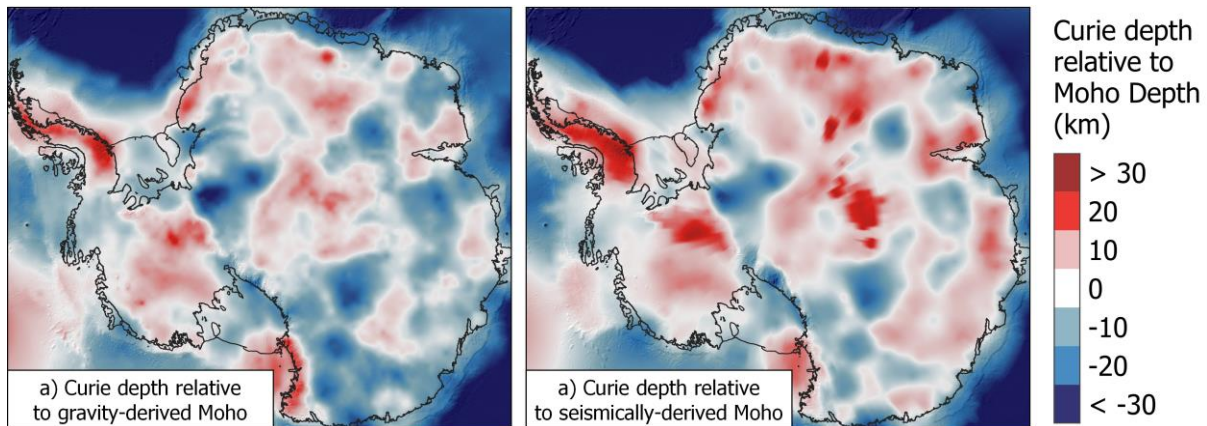 a) Curie depth relative
to gravity-derived Moho
a) Curie depth relative
to seismically-derived Moho
Curie depth
relative to
Moho Depth
(km)
> 30
20
10
0
-10
-20
< -30